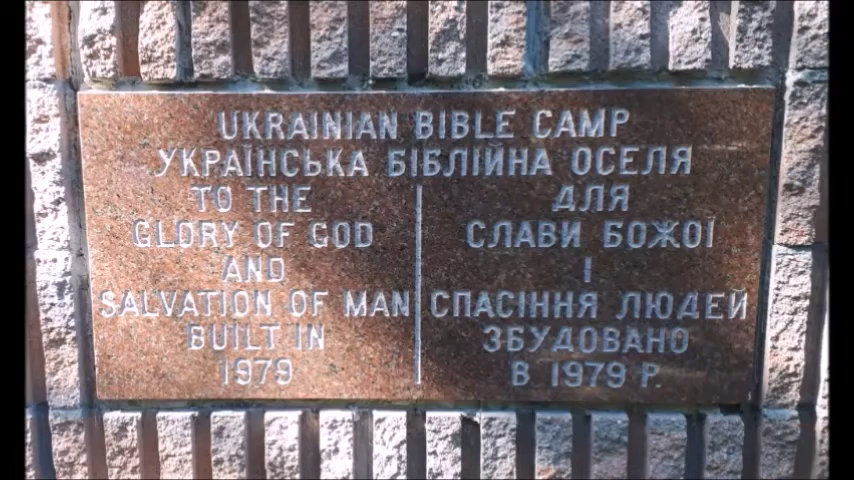 UKRAINIAN BIBLE CAMP
УКРАЇНСЬКА БІБЛІЙНА ОСЕЛЯ
TO THE
GLORY OF GOD
AND
SALVATION OF MAN
BUILT IN
1979
ДЛЯ
СЛАВИ БОЖОЇ
І
СПАСІННЯ ЛЮДЕЙ
ЗБУДОВАНО
В 1979 Р.